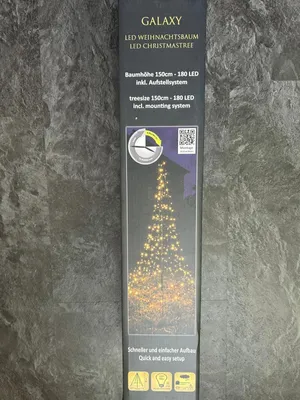 GALAXY
LED WEIHNACHTSBAUM
LED CHRISTMASTREE
Baumhöhe 150cm - 180 LED
inkl. Aufstellsystem
treesize 150cm - 180 LED
incl. mounting system
Schneller und einfacher Aufbau
Quick and easy setup